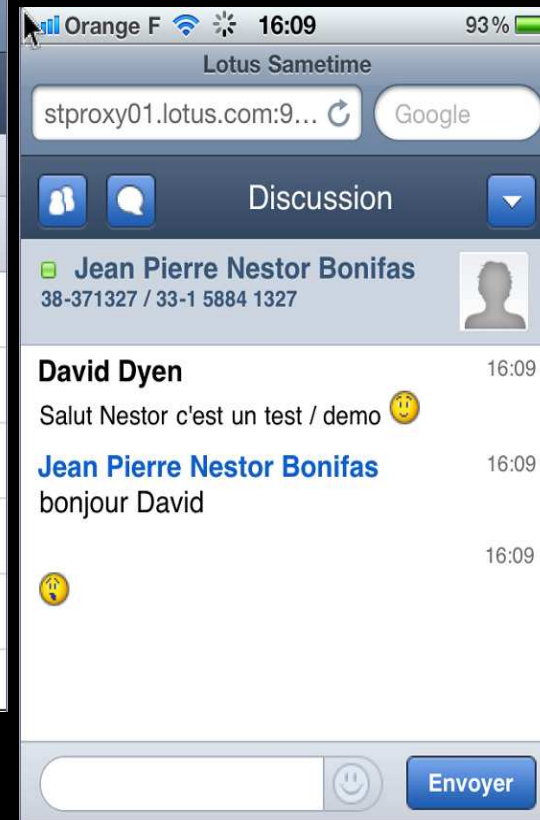 Orange F 16:09 93%
Lotus Sametime
stproxy01.lotus.com:9... Google
Discussion
Jean Pierre Nestor Bonifas
38-371327 / 33-1 5884 1327
David Dyen 16:09
Salut Nestor c'est un test / demo
Jean Pierre Nestor Bonifas 16:09
bonjour David
16:09
Envoyer